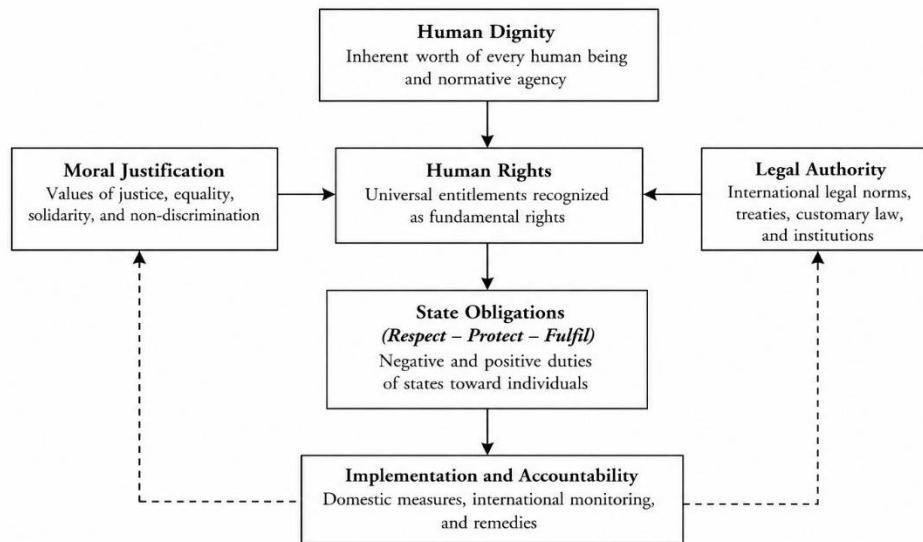 Human Dignity
Inherent worth of every human being
and normative agency
Moral Justification
Values of justice, equality,
solidarity, and non-discrimination
Human Rights
Universal entitlements recognized
as fundamental rights
Legal Authority
International legal norms,
treaties, customary law,
and institutions
State Obligations
(Respect – Protect – Fulfil)
Negative and positive duties
of states toward individuals
Implementation and Accountability
Domestic measures, international monitoring,
and remedies